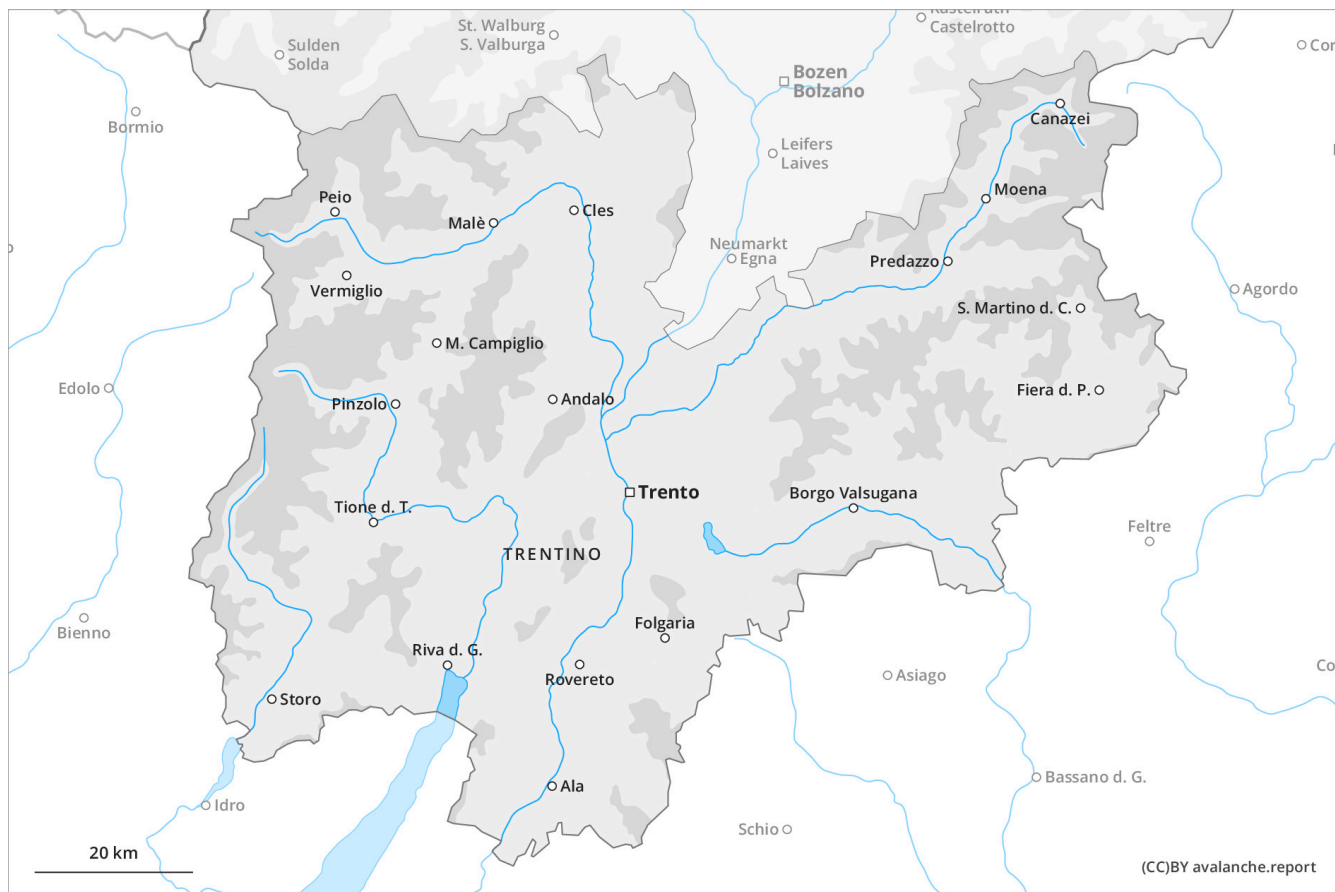 St. Walburg
S. Valburga
Kastelruth
Castelrotto
Sulden
Solda
Bozen
Bolzano
Bormio
Canazei
Leifers
Laives
Moena
Peio
Malè
Cles
Neumarkt
Egna
Predazzo
Vermiglio
Agordo
S. Martino d. C.
M. Campiglio
Edolo
Fiera d. P.
Pinzolo
Andalo
Trento
Borgo Valsugana
Tione d. T.
Feltre
TRENTINO
Bienno
Folgaria
Riva d. G.
Rovereto
Asiago
Storo
Ala
Bassano d. G.
Idro
Schio
20 km
(CC)BY avalanche.report